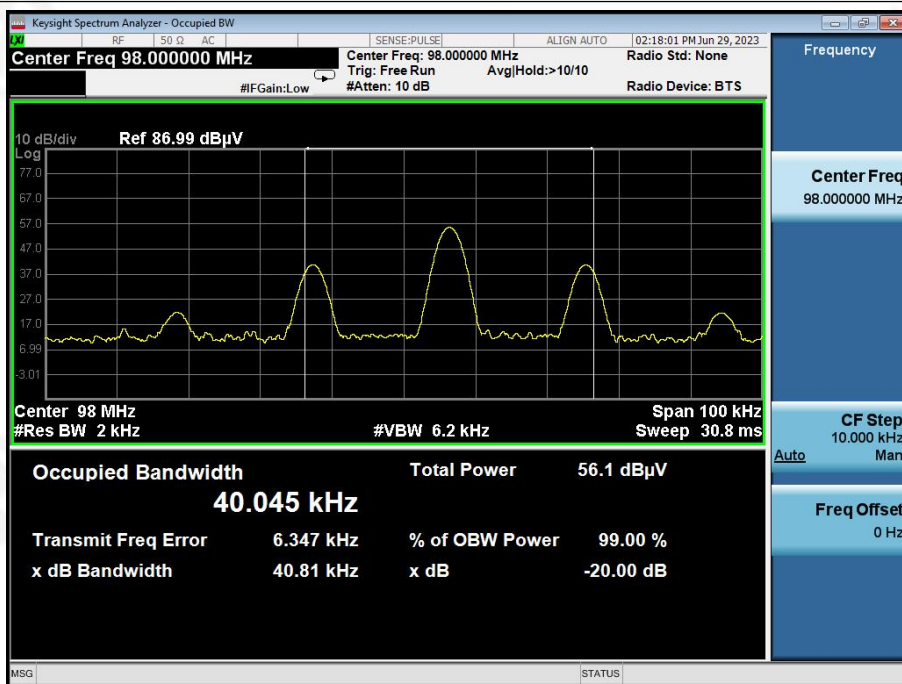 Keysight Spectrum Analyzer - Occupied BW
LXI RF 50 Ω AC SENSE:PULSE ALIGN AUTO 02:18:01 PM Jun 29, 2023
Center Freq 98.000000 MHz
Center Freq: 98.000000 MHz
Radio Std: None
Trig: Free Run Avg|Hold:>10/10
#IFGain:Low
#Atten: 10 dB
Radio Device: BTS
10 dB/div Ref 86.99 dBµV
Log
77.0
67.0
57.0
47.0
37.0
27.0
17.0
6.99
-3.01
Center 98 MHz Span 100 kHz
#Res BW 2 kHz #VBW 6.2 kHz Sweep 30.8 ms
Occupied Bandwidth Total Power 56.1 dBµV
40.045 kHz
Transmit Freq Error 6.347 kHz % of OBW Power 99.00 %
x dB Bandwidth 40.81 kHz x dB -20.00 dB
Frequency
Center Freq
98.000000 MHz
CF Step
10.000 kHz
Auto Man
Freq Offset
0 Hz
MSG STATUS